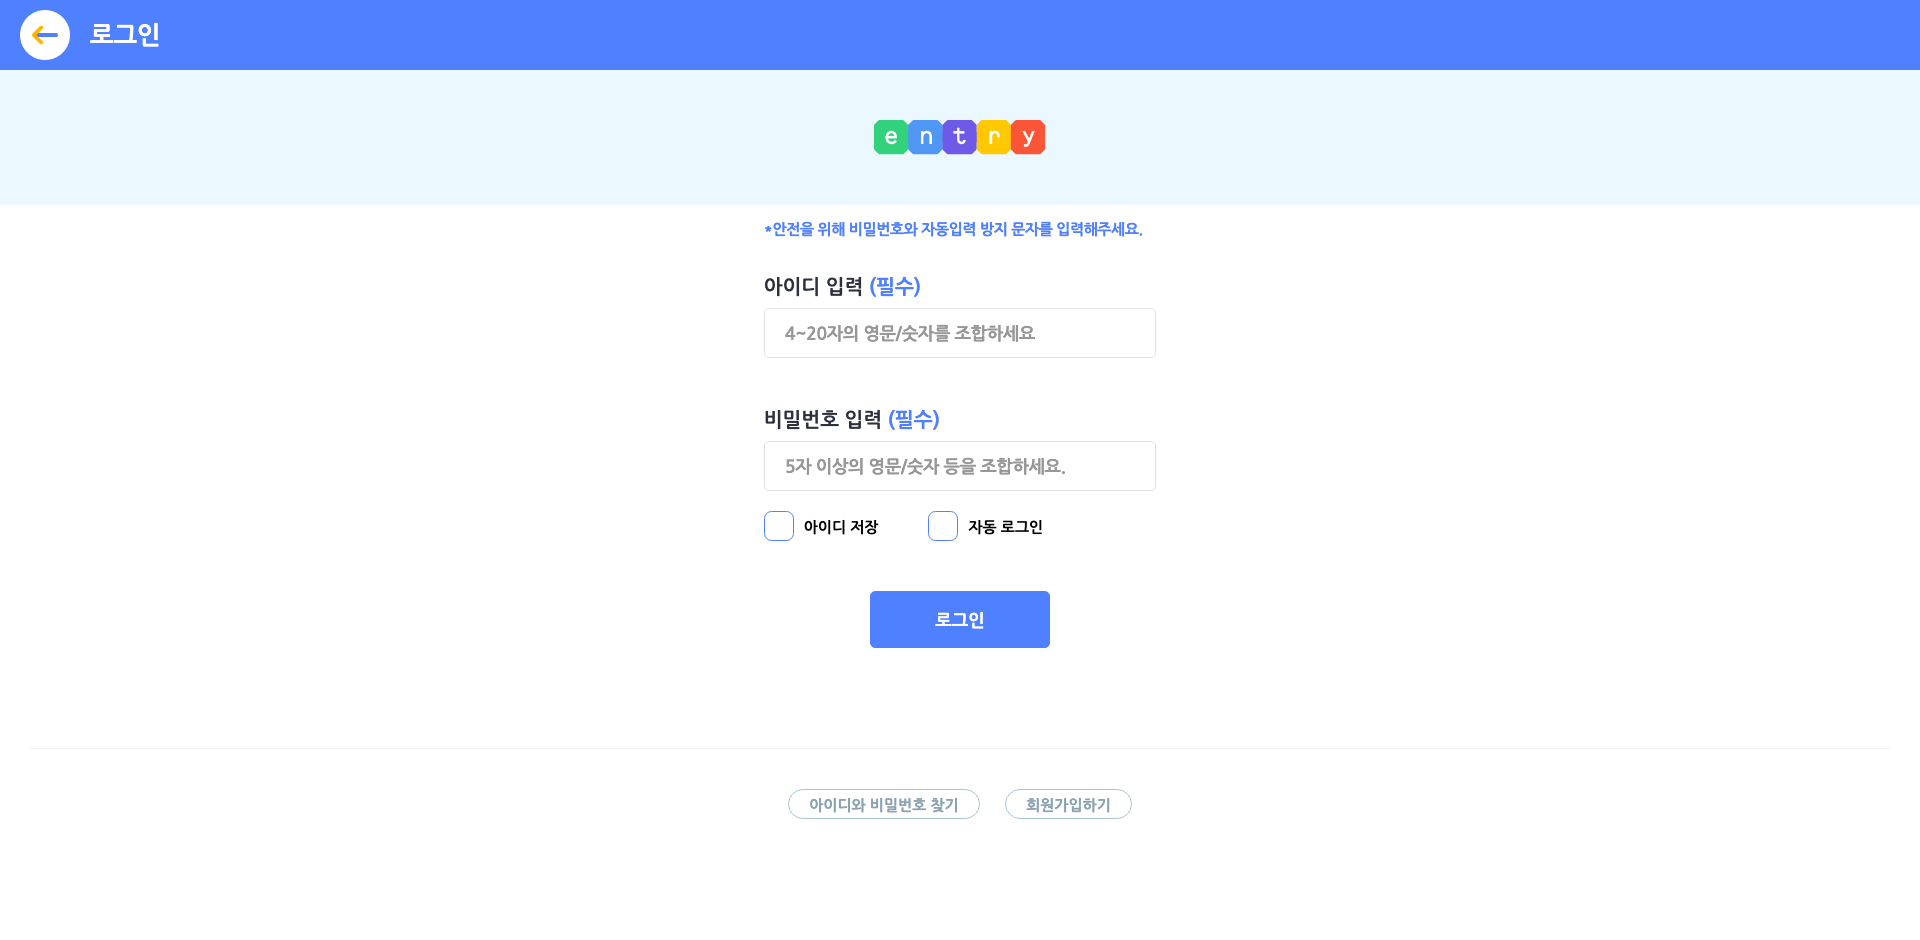 로그인
entry
*안전을 위해 비밀번호와 자동입력 방지 문자를 입력해주세요.
아이디 입력 (필수)
4~20자의 영문/숫자를 조합하세요
비밀번호 입력 (필수)
5자 이상의 영문/숫자 등을 조합하세요.
아이디 저장 자동 로그인
로그인
아이디와 비밀번호 찾기 회원가입하기